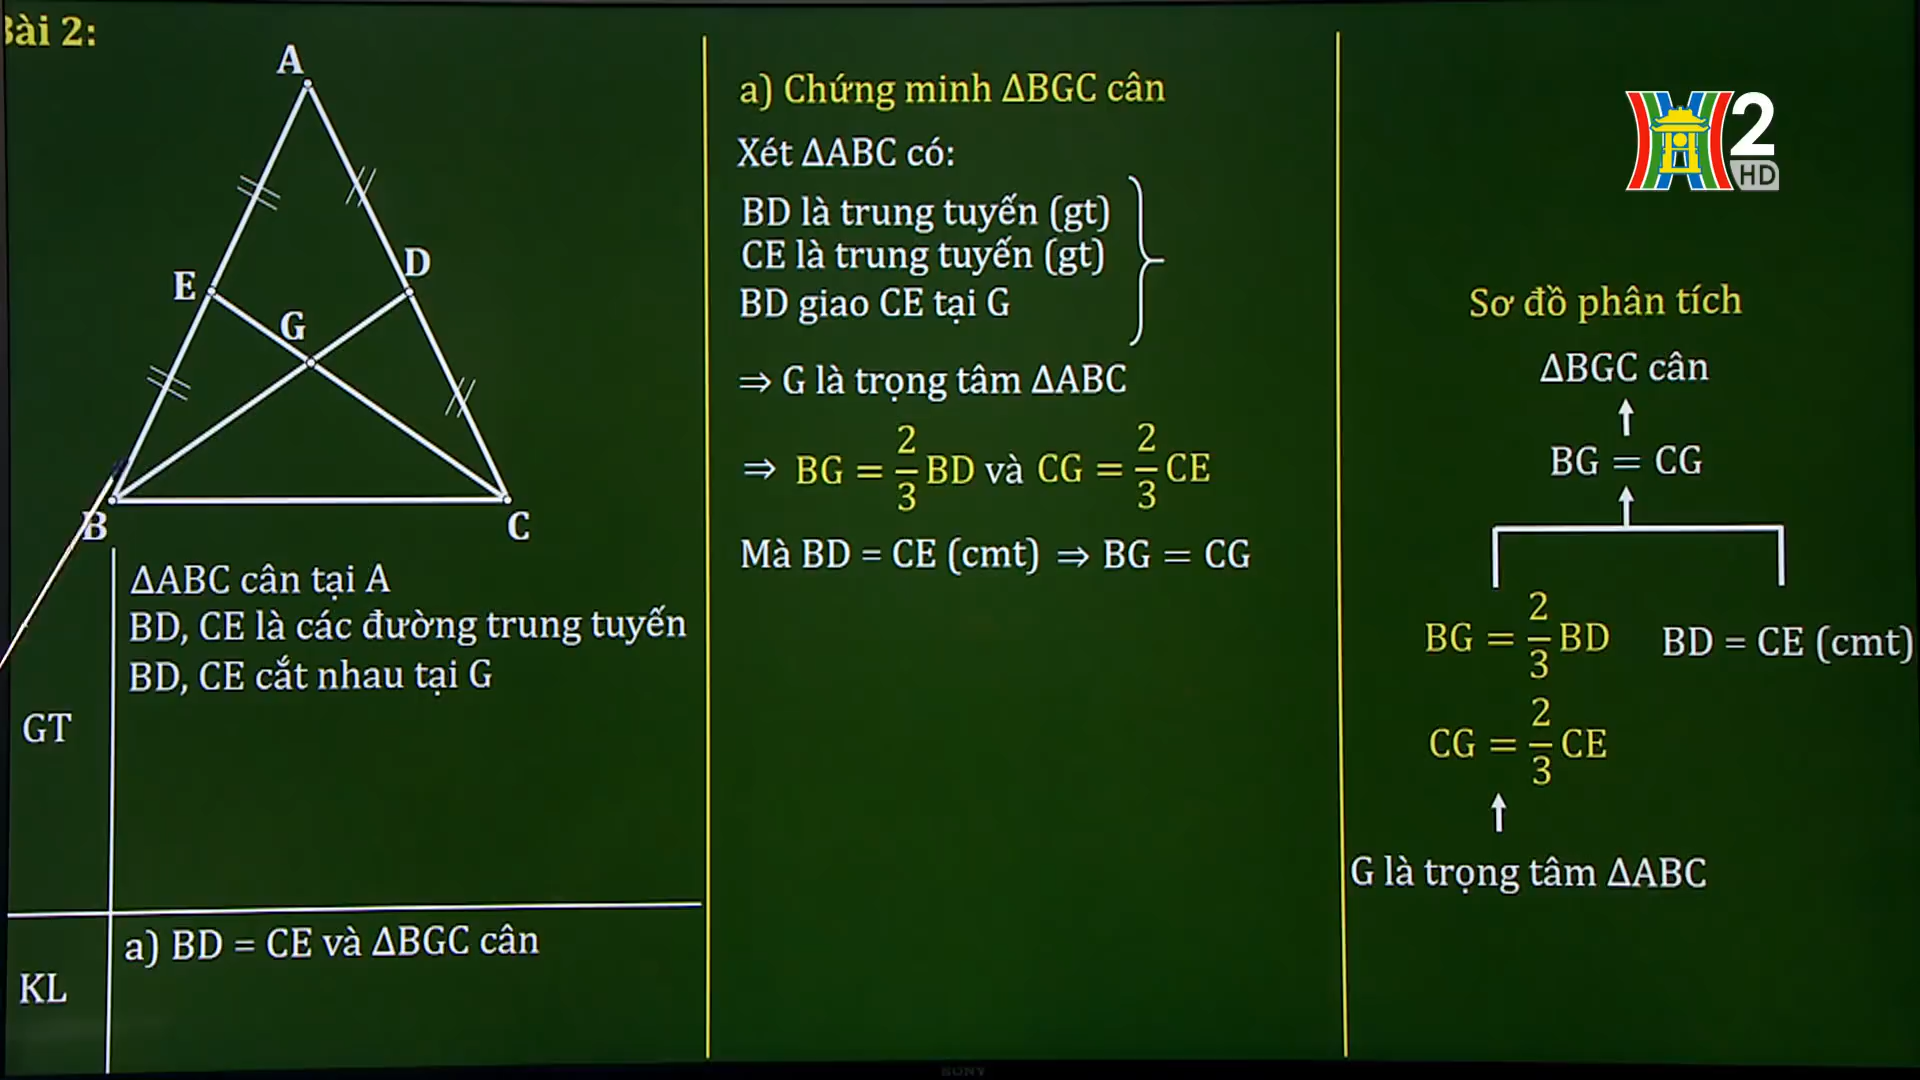 Bài 2:
A
E
D
G
B
C
GT
ΔABC cân tại A
BD, CE là các đường trung tuyến
BD, CE cắt nhau tại G
KL
a) BD = CE và ΔBGC cân
a) Chứng minh ΔBGC cân
Xét ΔABC có:
BD là trung tuyến (gt)
CE là trung tuyến (gt)
BD giao CE tại G
⇒ G là trọng tâm ΔABC
⇒ BG = 2/3 BD và CG = 2/3 CE
Mà BD = CE (cmt) ⇒ BG = CG
2
HD
Sơ đồ phân tích
ΔBGC cân
BG = CG
BG = 2/3 BD BD = CE (cmt)
CG = 2/3 CE
G là trọng tâm ΔABC
SONY